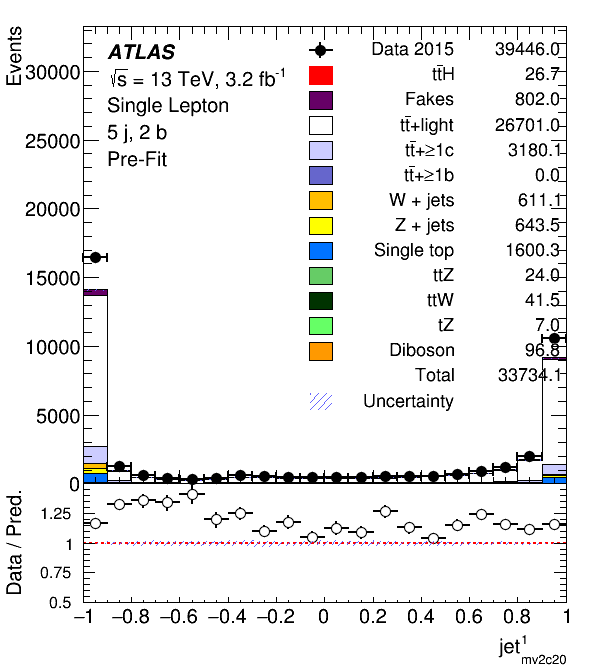 Events
30000
25000
20000
15000
10000
5000
0
ATLAS
√s = 13 TeV, 3.2 fb⁻¹
Single Lepton
5 j, 2 b
Pre-Fit
Data 2015 39446.0
tt̄H 26.7
Fakes 802.0
tt̄+light 26701.0
tt̄+≥1c 3180.1
tt̄+≥1b 0.0
W + jets 611.1
Z + jets 643.5
Single top 1600.3
ttZ 24.0
ttW 41.5
tZ 7.0
Diboson 96.8
Total 33734.1
Uncertainty
Data / Pred.
1.25
1
0.75
0.5
−1 −0.8 −0.6 −0.4 −0.2 0 0.2 0.4 0.6 0.8 1
jet¹mv2c20